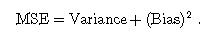 MSE = Variance + (Bias)² .